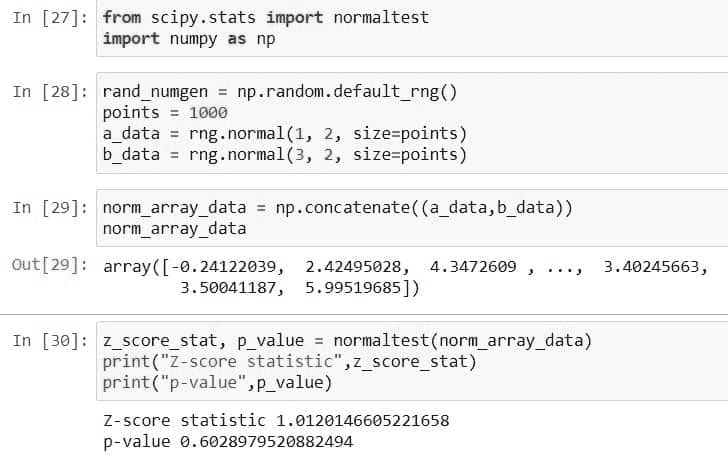 In [27]: from scipy.stats import normaltest
import numpy as np
In [28]: rand_numgen = np.random.default_rng()
points = 1000
a_data = rng.normal(1, 2, size=points)
b_data = rng.normal(3, 2, size=points)
In [29]: norm_array_data = np.concatenate((a_data,b_data))
norm_array_data
Out[29]: array([-0.24122039,  2.42495028,  4.3472609 , ...,  3.40245663,
3.50041187,  5.99519685])
In [30]: z_score_stat, p_value = normaltest(norm_array_data)
print("Z-score statistic",z_score_stat)
print("p-value",p_value)
Z-score statistic 1.0120146605221658
p-value 0.6028979520882494